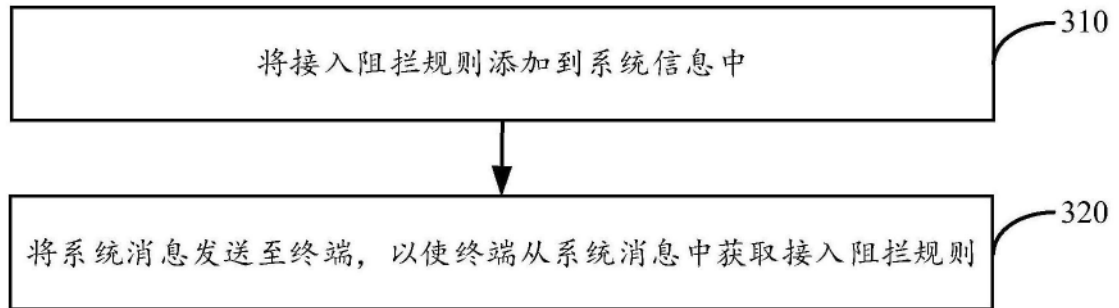 将接入阻拦规则添加到系统信息中
310
将系统消息发送至终端，以使终端从系统消息中获取接入阻拦规则
320